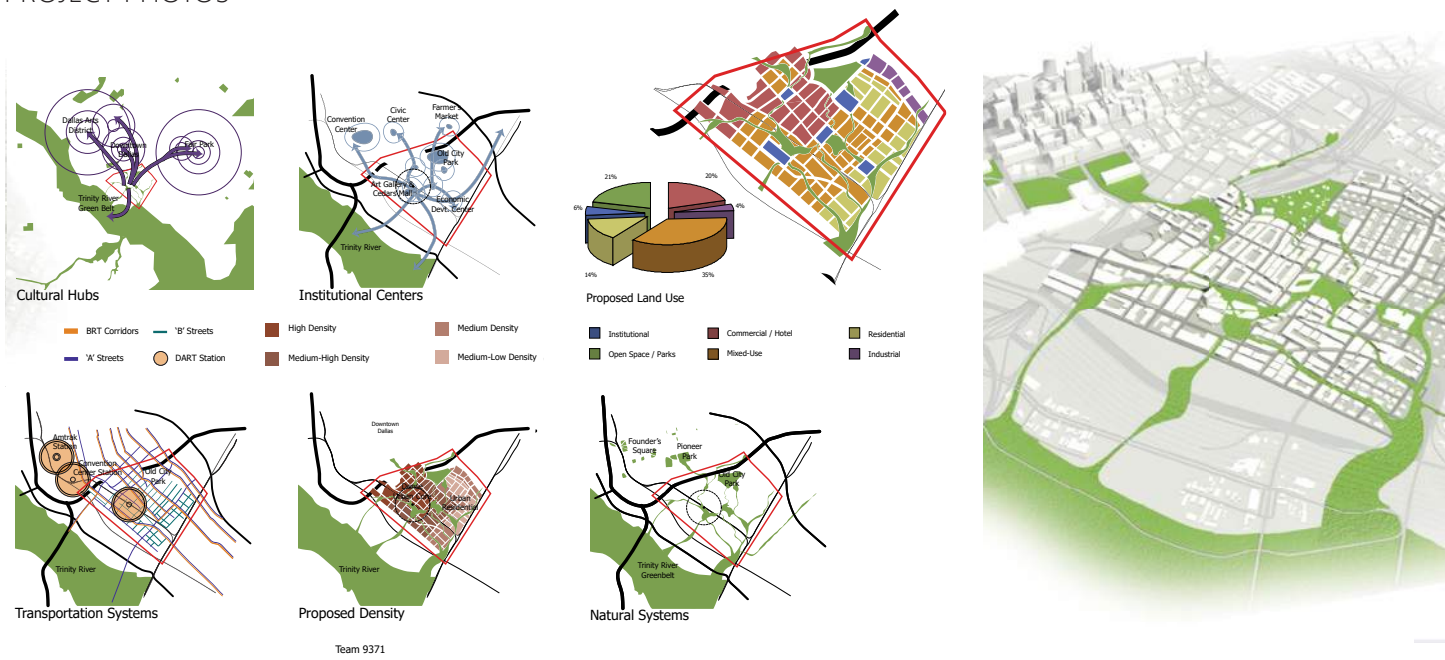 PROJECT PHOTOS
Dallas Arts
District
Downtown
Dallas
Fair Park
Trinity River
Green Belt
Cultural Hubs
Convention
Center
Civic
Center
Farmer's
Market
Old City
Park
Art Gallery &
Cedars Mall
Economic
Devt. Center
Trinity River
Institutional Centers
21%
20%
6%
4%
14%
35%
Proposed Land Use
BRT Corridors
'B' Streets
'A' Streets
DART Station
High Density
Medium Density
Medium-High Density
Medium-Low Density
Institutional
Commercial / Hotel
Residential
Open Space / Parks
Mixed-Use
Industrial
Amtrak
Station
Convention
Center Station
Old City
Park
Trinity River
Transportation Systems
Downtown
Dallas
Urban
Residential
Trinity River
Proposed Density
Founder's
Square
Pioneer
Park
Old City
Park
Trinity River
Greenbelt
Natural Systems
Team 9371